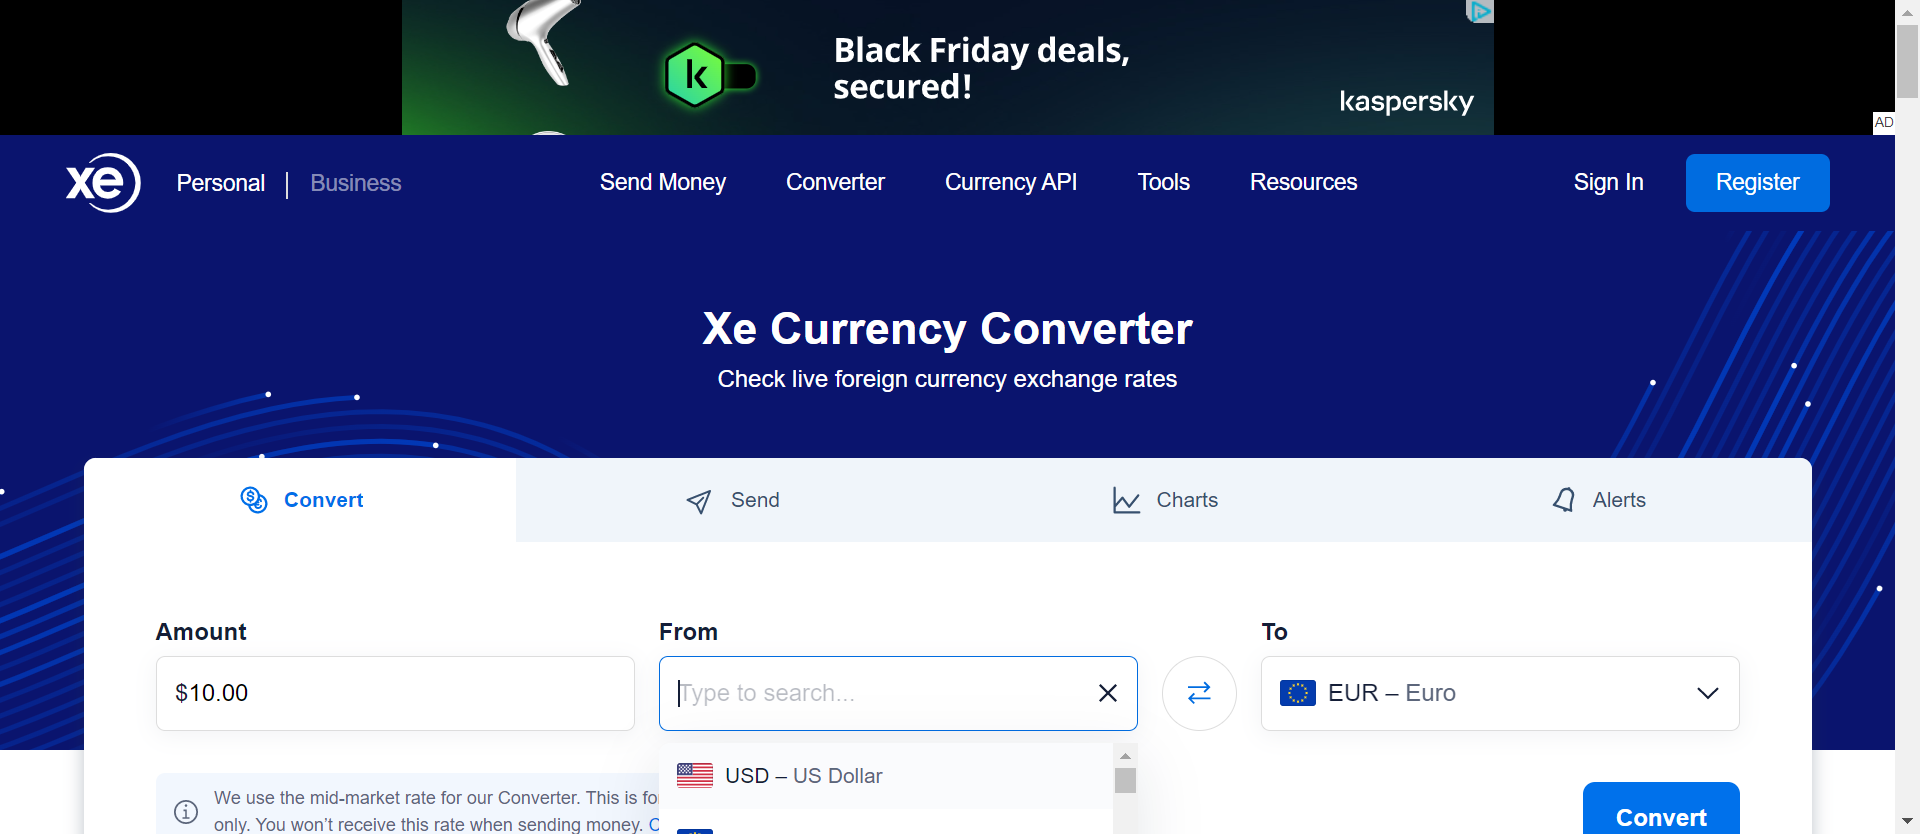 Black Friday deals,
secured!
k
kaspersky
AD
xe Personal | Business Send Money Converter Currency API Tools Resources Sign In Register
Xe Currency Converter
Check live foreign currency exchange rates
Convert Send Charts Alerts
Amount From To
$10.00 Type to search... EUR – Euro
USD – US Dollar
We use the mid-market rate for our Converter. This is fo
only. You won’t receive this rate when sending money. C
Convert